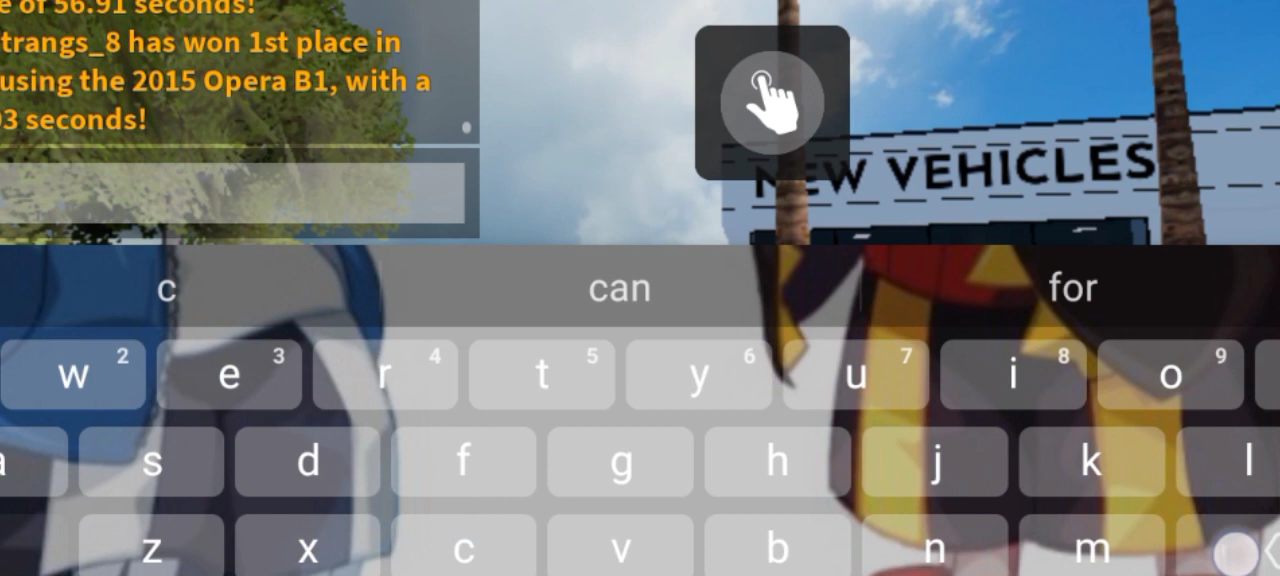 e of 56.91 seconds!
trangs_8 has won 1st place in
using the 2015 Opera B1, with a
03 seconds!
NEW VEHICLES
c can for
w 2 e 3 r 4 t 5 y 6 u 7 i 8 o 9
a s d f g h j k l
z x c v b n m